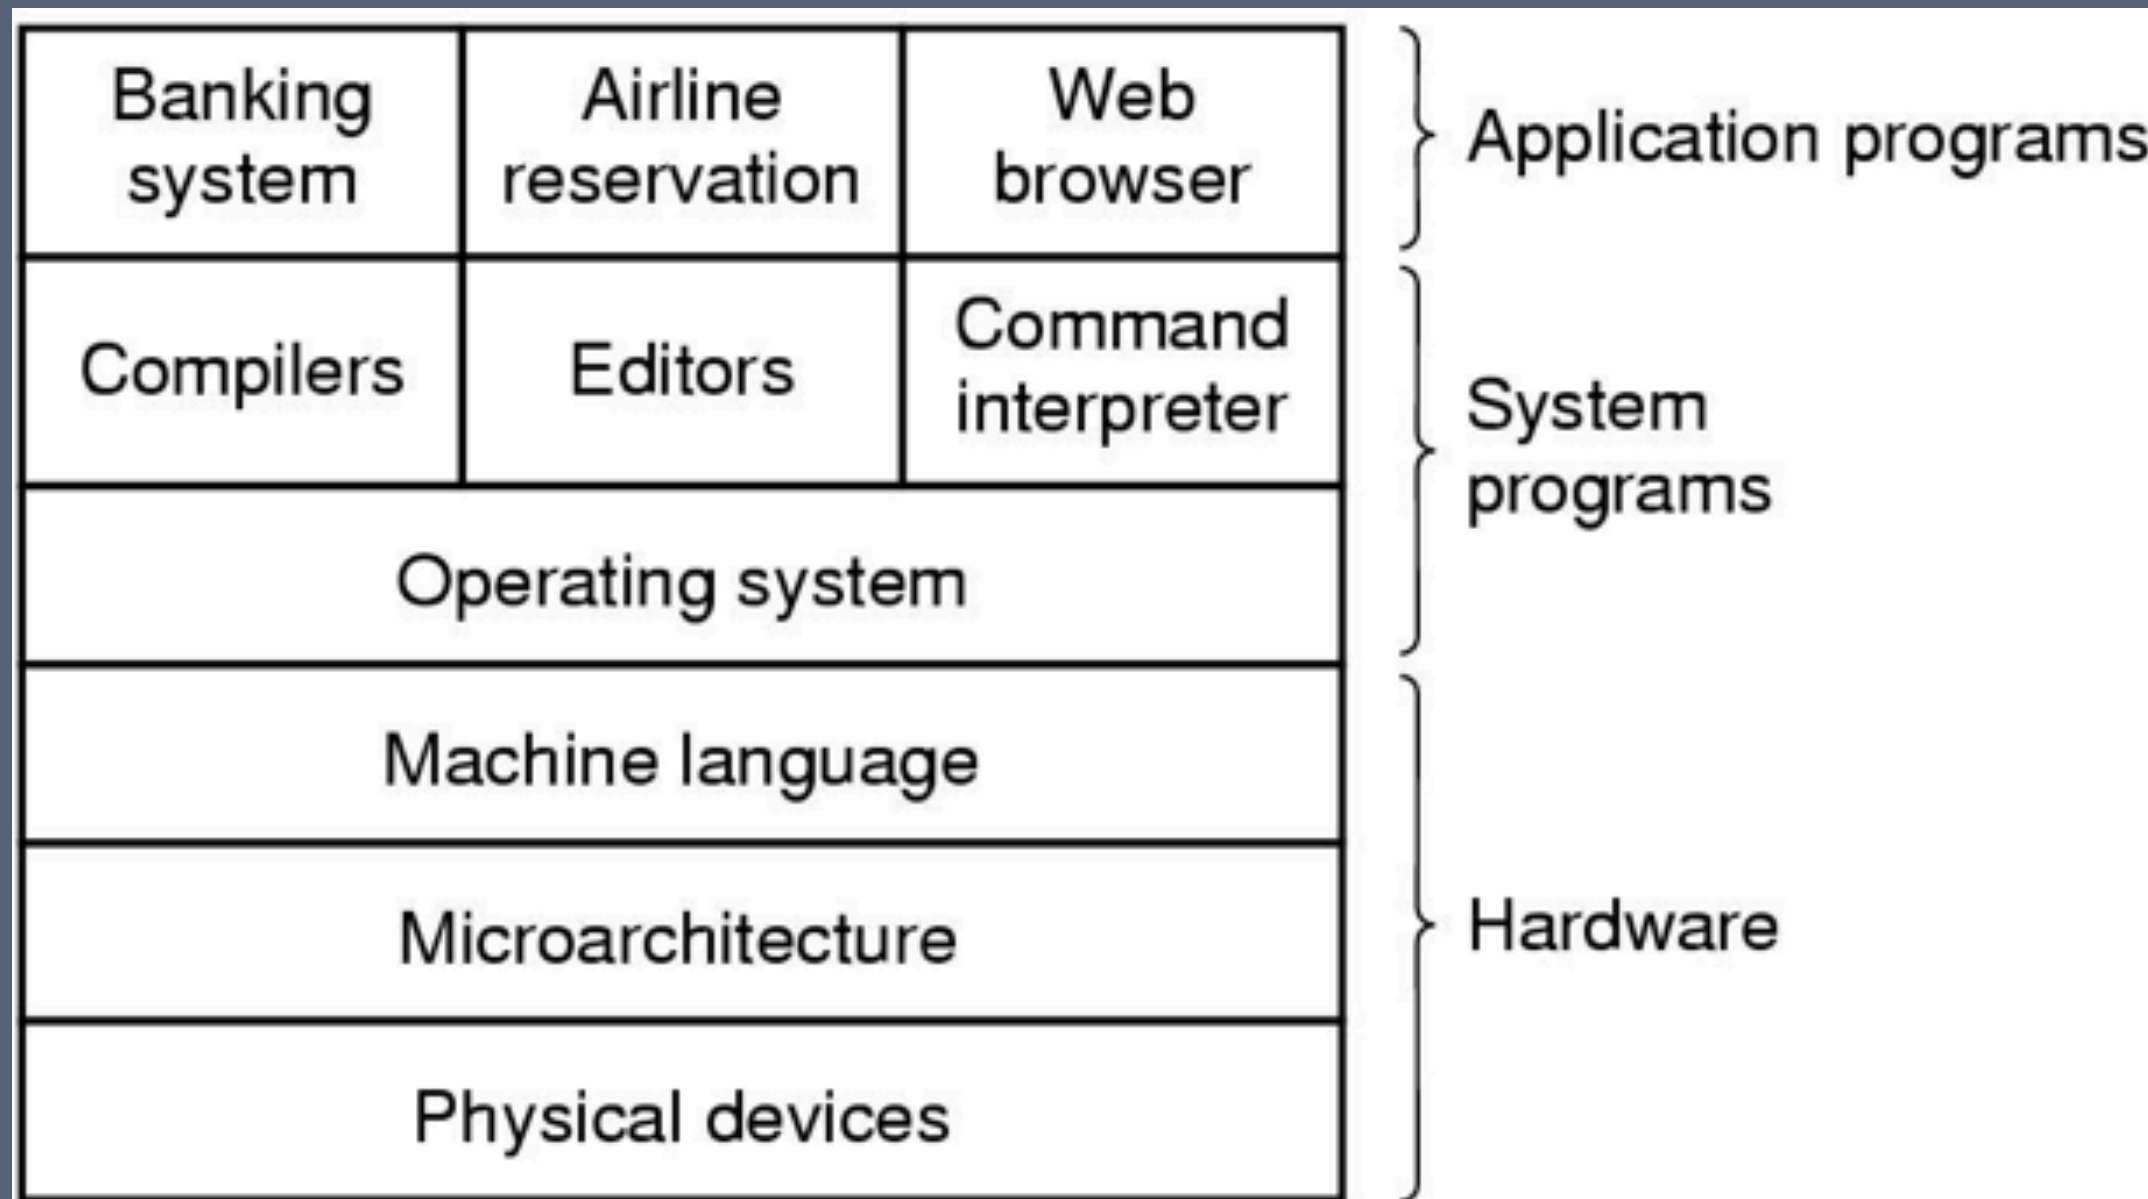 Banking
system
Airline
reservation
Web
browser
Application programs
Compilers
Editors
Command
interpreter
System
programs
Operating system
Machine language
Microarchitecture
Hardware
Physical devices